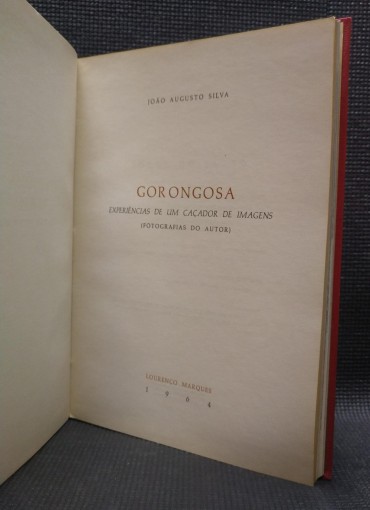 JOÃO AUGUSTO SILVA
GORONGOSA
EXPERIÊNCIAS DE UM CAÇADOR DE IMAGENS
(FOTOGRAFIAS DO AUTOR)
LOURENÇO MARQUES
1964